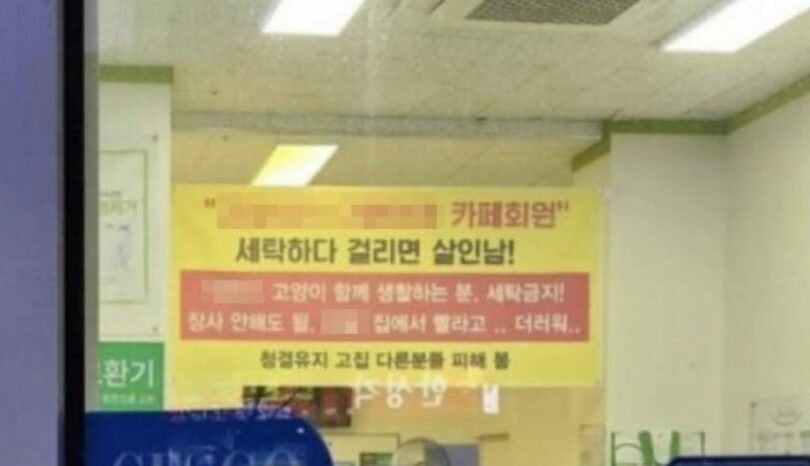 " 카페회원"
세탁하다 걸리면 살인남!
고양이 함께 생활하는 분. 세탁금지!
장사 안해도 됨. 집에서 빨라고 .. 더러워..
청결유지 고집 다른분들 피해 봄
환기